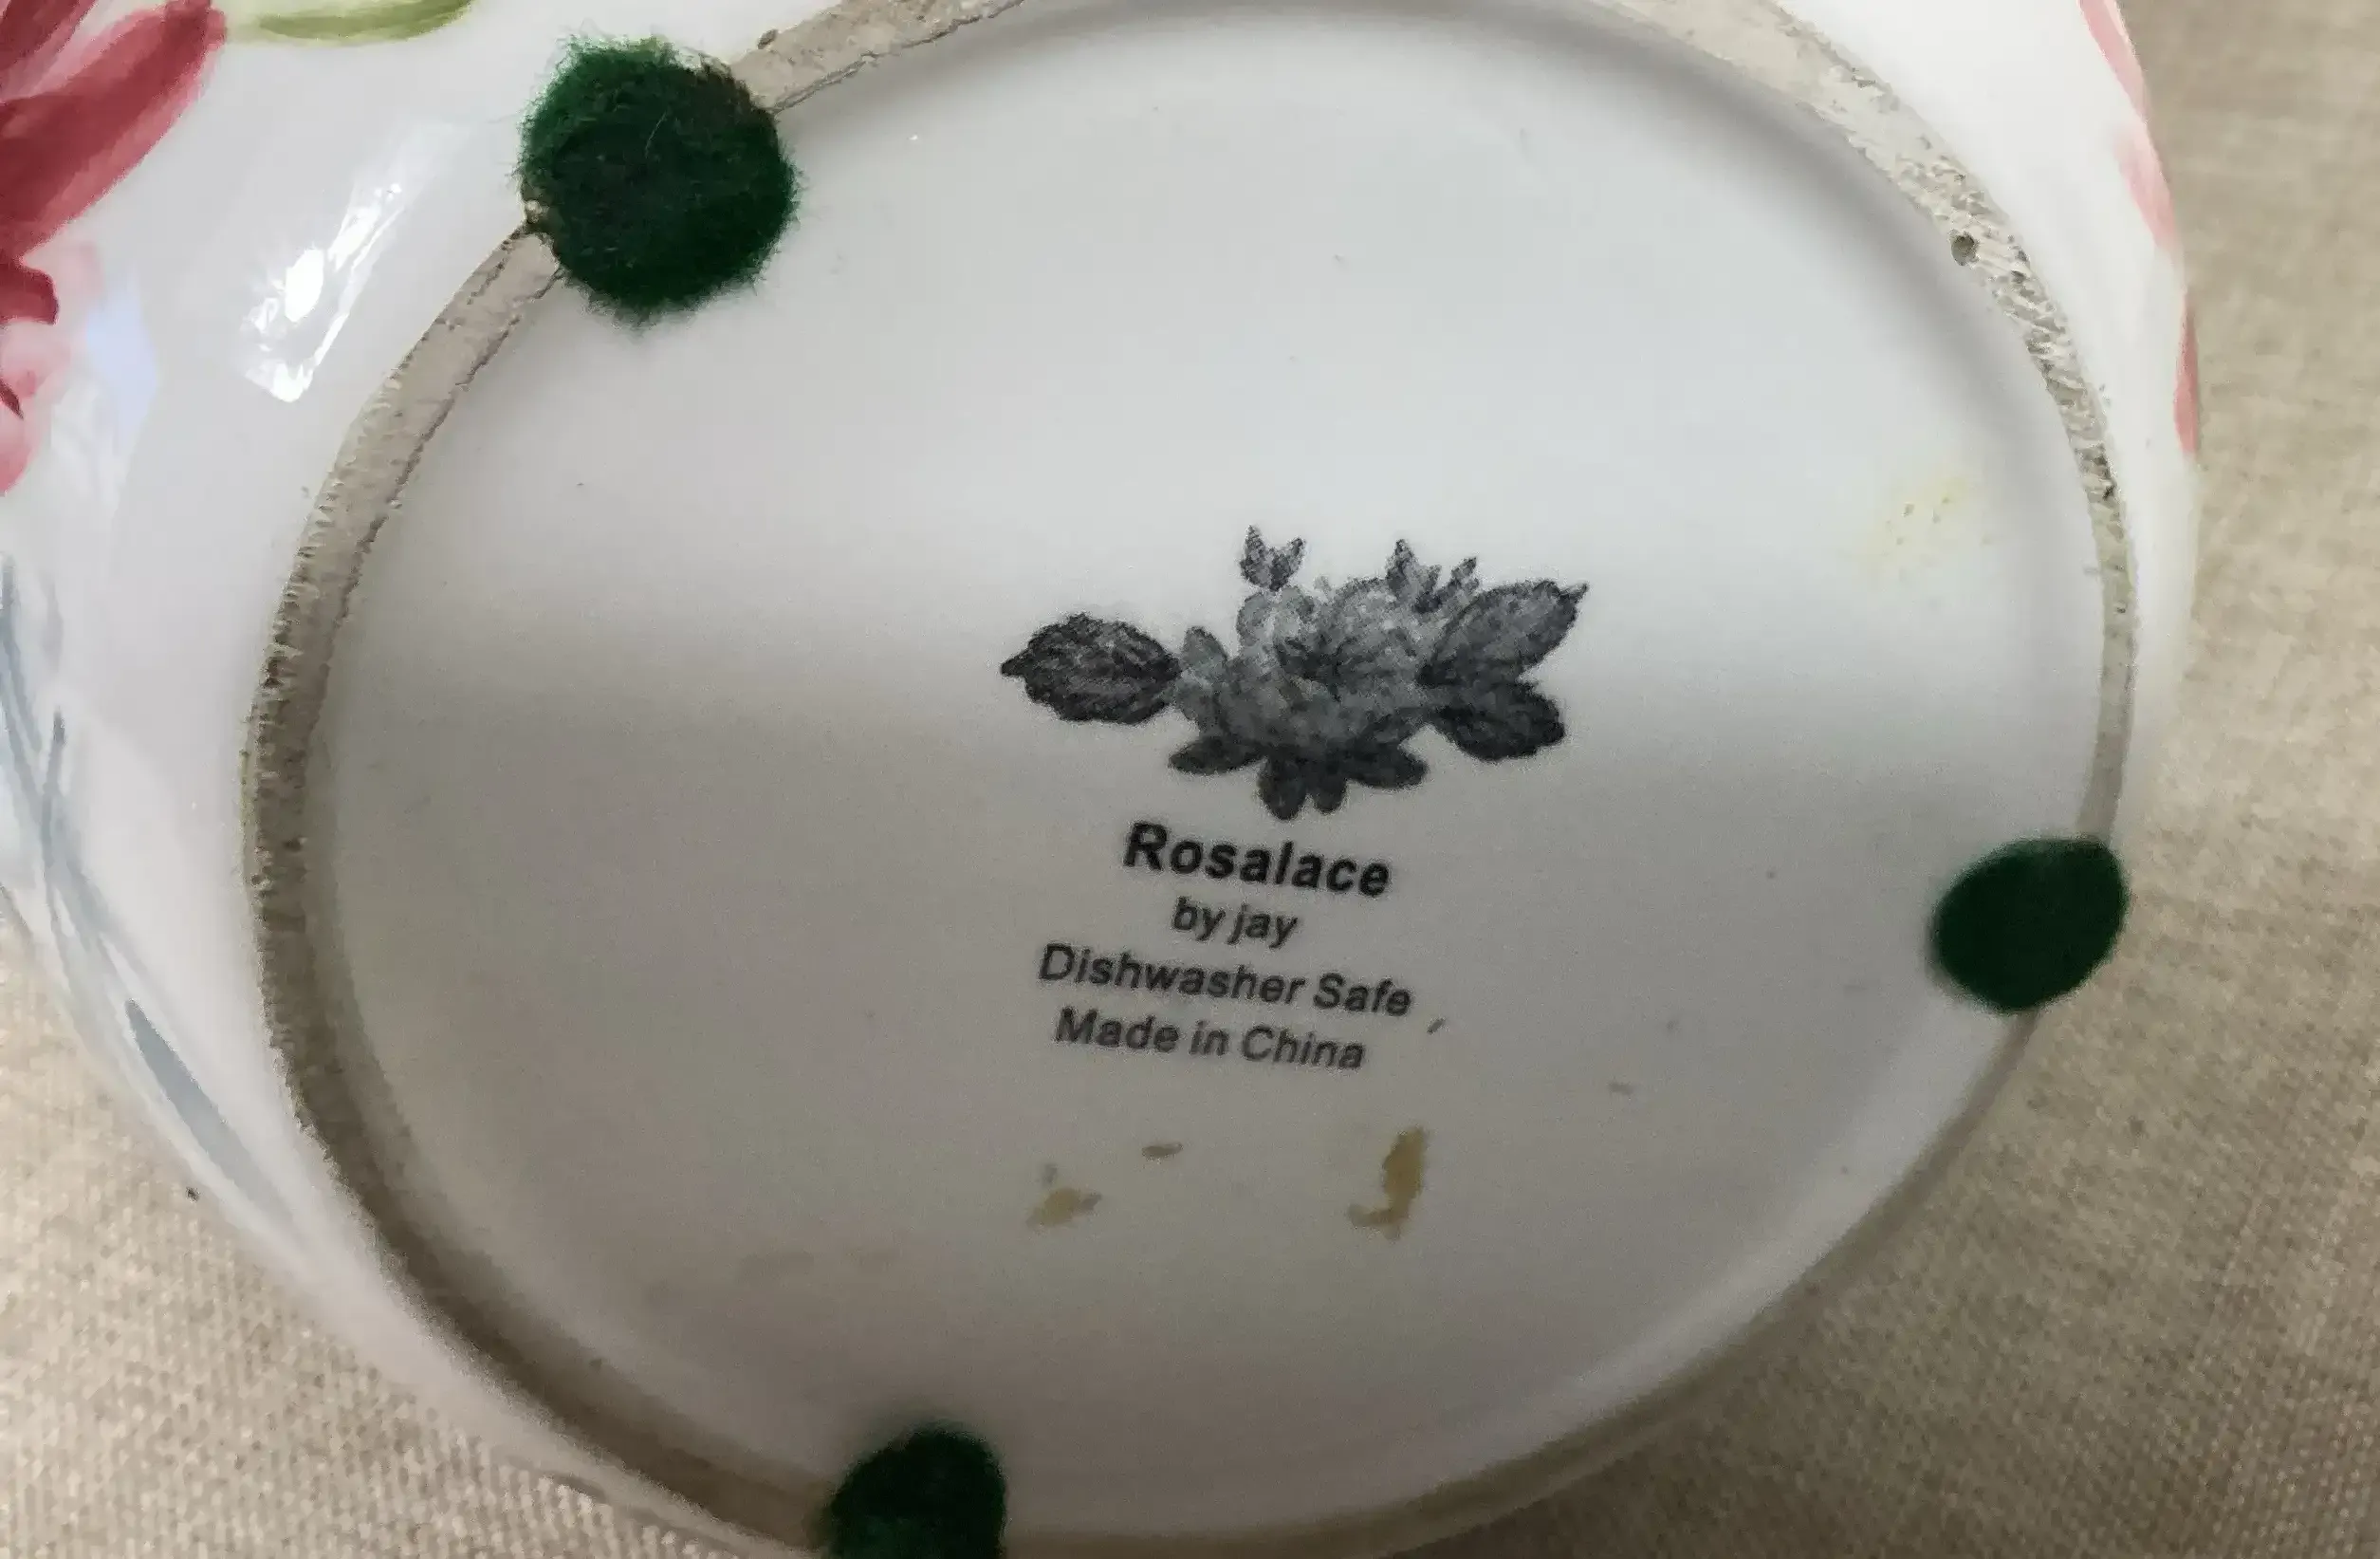 Rosalace
by jay
Dishwasher Safe
Made in China